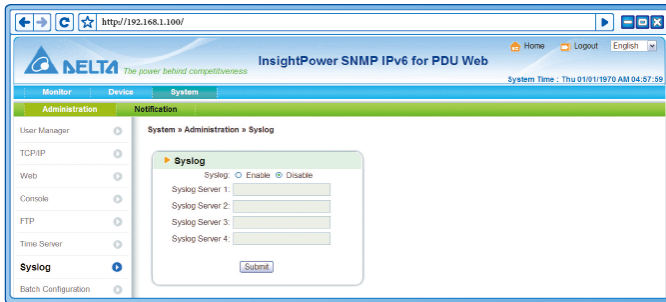 http://192.168.1.100/
Home Logout English
DELTA The power behind competitiveness
InsightPower SNMP IPv6 for PDU Web
System Time : Thu 01/01/1970 AM 04:57:59
Monitor Device System
Administration Notification
User Manager
TCP/IP
Web
Console
FTP
Time Server
Syslog
Batch Configuration
System » Administration » Syslog
Syslog
Syslog: Enable Disable
Syslog Server 1:
Syslog Server 2:
Syslog Server 3:
Syslog Server 4:
Submit